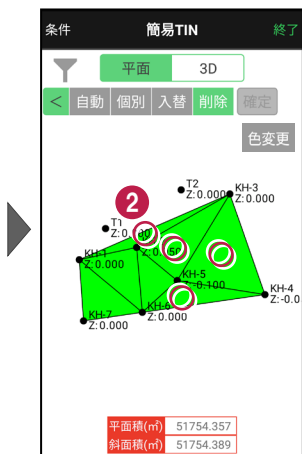 条件 簡易TIN 終了
平面 3D
< 自動 個別 入替 削除 確定
色変更
T2
Z:0.000
KH-3
Z:0.000
2
T1
KH-1
Z:0.000
KH-5
KH-4
Z:-0.0
KH-7
Z:0.000
KH-6
Z:0.000
平面積(㎡) 51754.357
斜面積(㎡) 51754.389